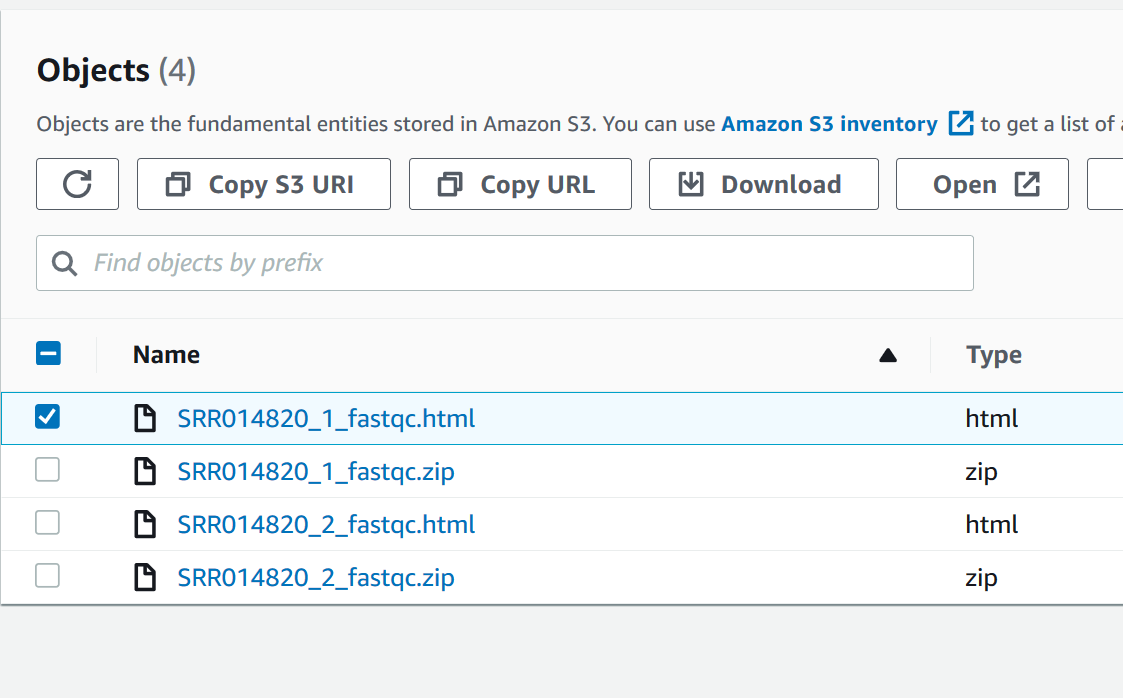 Objects (4)
Objects are the fundamental entities stored in Amazon S3. You can use Amazon S3 inventory to get a list of
Copy S3 URI Copy URL Download Open
Find objects by prefix
Name Type
SRR014820_1_fastqc.html html
SRR014820_1_fastqc.zip zip
SRR014820_2_fastqc.html html
SRR014820_2_fastqc.zip zip